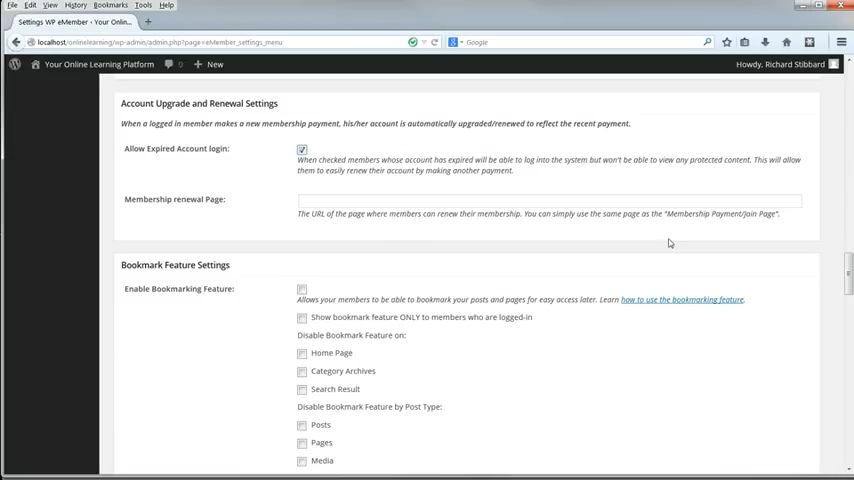 File Edit View History Bookmarks Tools Help
Settings WP eMember ‹ Your Onlin...
localhost/onlinelearning/wp-admin/admin.php?page=eMember_settings_menu
Google
Your Online Learning Platform 0 + New Howdy, Richard Stibbard
Account Upgrade and Renewal Settings
When a logged in member makes a new membership payment, his/her account is automatically upgraded/renewed to reflect the recent payment.
Allow Expired Account login:
When checked members whose account has expired will be able to log into the system but won't be able to view any protected content. This will allow
them to easily renew their account by making another payment.
Membership renewal Page:
The URL of the page where members can renew their membership. You can simply use the same page as the "Membership Payment/Join Page".
Bookmark Feature Settings
Enable Bookmarking Feature:
Allows your members to be able to bookmark your posts and pages for easy access later. Learn how to use the bookmarking feature.
Show bookmark feature ONLY to members who are logged-in
Disable Bookmark Feature on:
Home Page
Category Archives
Search Result
Disable Bookmark Feature by Post Type:
Posts
Pages
Media